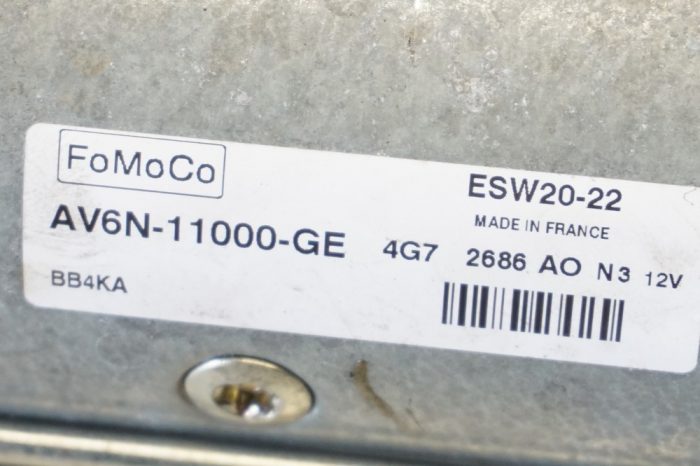 FoMoCo
ESW20-22
MADE IN FRANCE
AV6N-11000-GE 4G7 2686 AO N3 12V
BB4KA